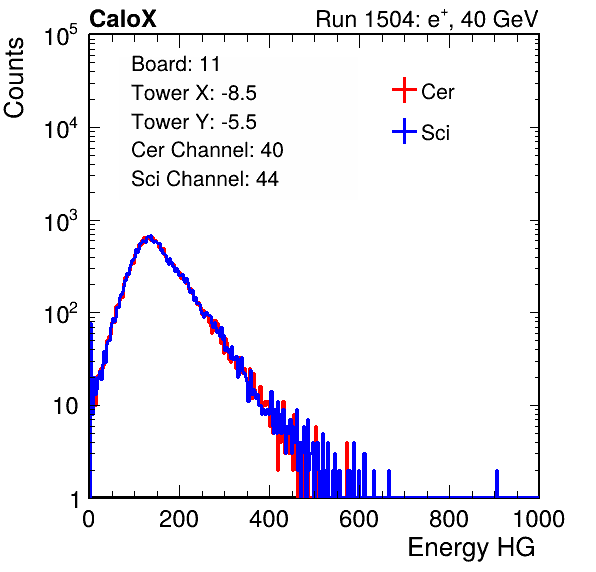 CaloX Run 1504: e⁺, 40 GeV
Counts
10⁵
10⁴
10³
10²
10
1
Board: 11
Tower X: -8.5
Tower Y: -5.5
Cer Channel: 40
Sci Channel: 44
Cer
Sci
0 200 400 600 800 1000
Energy HG